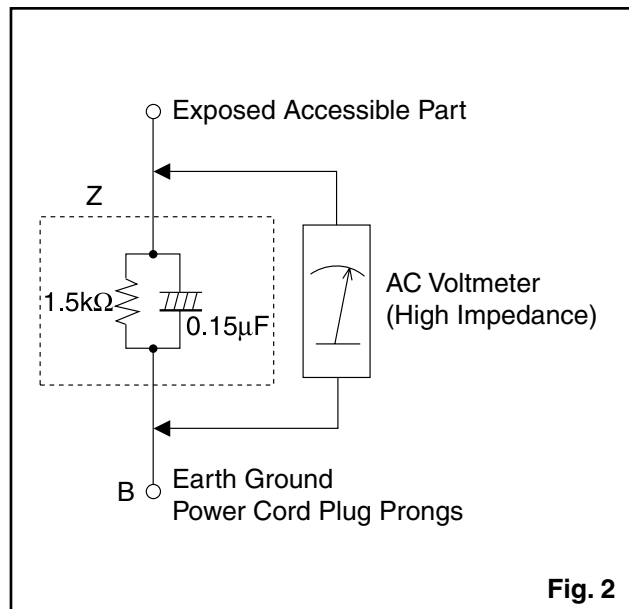 Exposed Accessible Part
Z
1.5kΩ
0.15μF
AC Voltmeter
(High Impedance)
B
Earth Ground
Power Cord Plug Prongs
Fig. 2